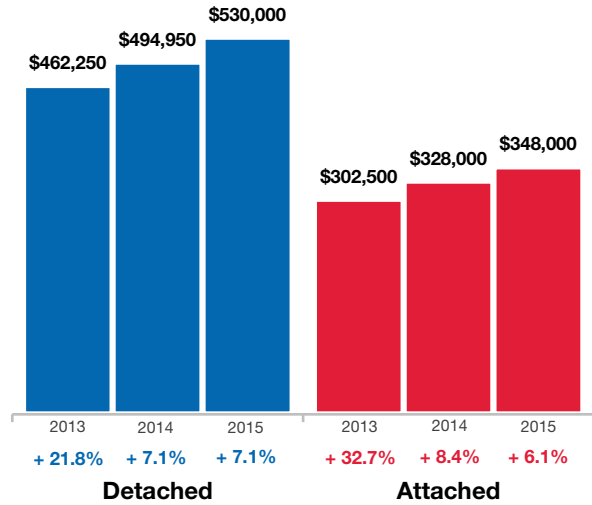 $462,250
$494,950
$530,000
$302,500
$328,000
$348,000
2013 2014 2015 2013 2014 2015
+ 21.8% + 7.1% + 7.1% + 32.7% + 8.4% + 6.1%
Detached Attached